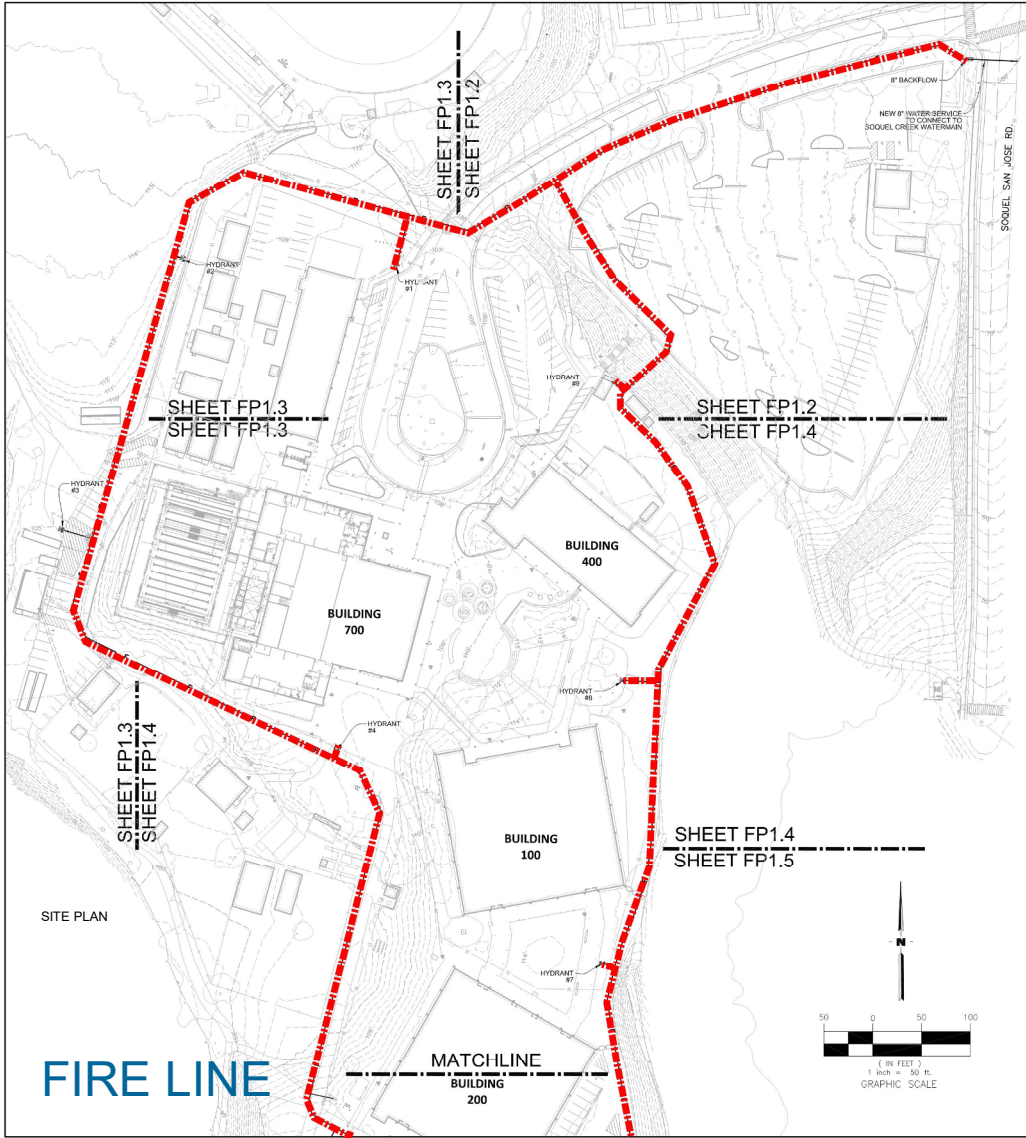 SHEET FP1.3
SHEET FP1.2
8" BACKFLOW
NEW 8" WATER SERVICE
TO CONNECT TO
SOQUEL CREEK WATERMAIN
SOQUEL SAN JOSE RD.
HYDRANT
#2
HYDRANT
#1
HYDRANT
#9
SHEET FP1.3
SHEET FP1.3
SHEET FP1.2
SHEET FP1.4
HYDRANT
#3
BUILDING
400
BUILDING
700
HYDRANT
#8
HYDRANT
#4
SHEET FP1.3
SHEET FP1.4
BUILDING
100
SHEET FP1.4
SHEET FP1.5
SITE PLAN
N
HYDRANT
#7
50 0 50 100
( IN FEET )
1 inch = 50 ft.
GRAPHIC SCALE
FIRE LINE
MATCHLINE
BUILDING
200